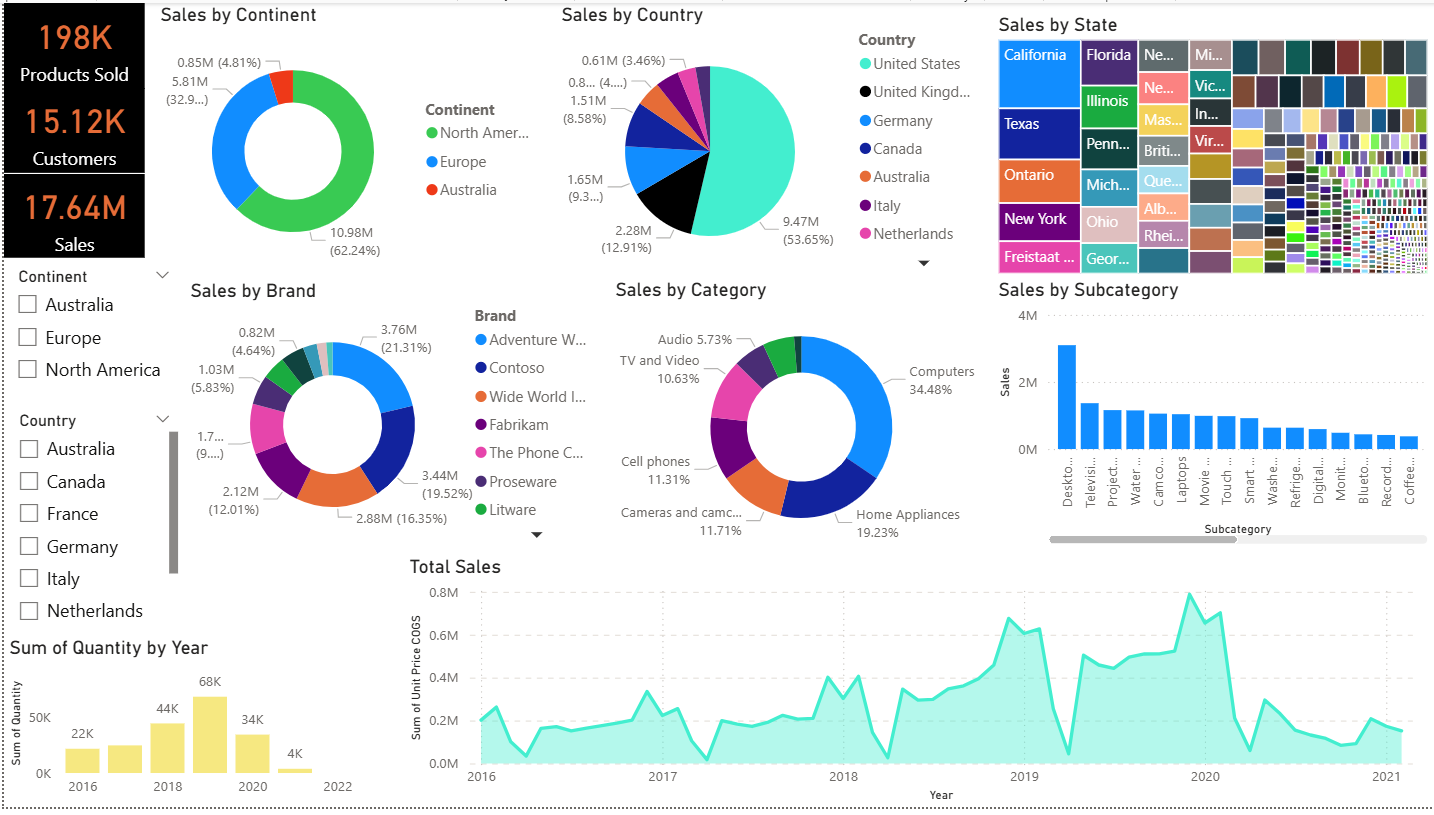 198K
Products Sold
15.12K
Customers
17.64M
Sales
Sales by Continent
0.85M (4.81%)
5.81M
(32.9...)
10.98M
(62.24%)
Continent
North Amer...
Europe
Australia
Sales by Country
0.61M (3.46%)
0.8... (4....)
1.51M
(8.58%)
1.65M
(9.3...)
2.28M
(12.91%)
9.47M
(53.65%)
Country
United States
United Kingd...
Germany
Canada
Australia
Italy
Netherlands
Sales by State
California
Texas
Ontario
New York
Freistaat ...
Florida
Illinois
Penn...
Mich...
Ohio
Geor...
Ne...
Ne...
Mas...
Briti...
Que...
Alb...
Rhei...
Mi...
Vic...
In...
Vir...
Continent
Australia
Europe
North America
Country
Australia
Canada
France
Germany
Italy
Netherlands
Sales by Brand
0.82M
(4.64%)
1.03M
(5.83%)
1.7...
(9....)
2.12M
(12.01%)
2.88M (16.35%)
3.44M
(19.52%)
3.76M
(21.31%)
Brand
Adventure W...
Contoso
Wide World I...
Fabrikam
The Phone C...
Proseware
Litware
Sales by Category
Audio 5.73%
TV and Video
10.63%
Cell phones
11.31%
Cameras and camc...
11.71%
Home Appliances
19.23%
Computers
34.48%
Sales by Subcategory
4M
2M
0M
Sales
Deskto...
Televisi...
Project...
Water ...
Camco...
Laptops
Movie ...
Touch ...
Smart ...
Washe...
Refrige...
Digital...
Monit...
Blueto...
Record...
Coffee...
Subcategory
Sum of Quantity by Year
Sum of Quantity
50K
0K
22K
44K
68K
34K
4K
2016
2018
2020
2022
Total Sales
Sum of Unit Price COGS
0.8M
0.6M
0.4M
0.2M
0.0M
2016
2017
2018
2019
2020
2021
Year